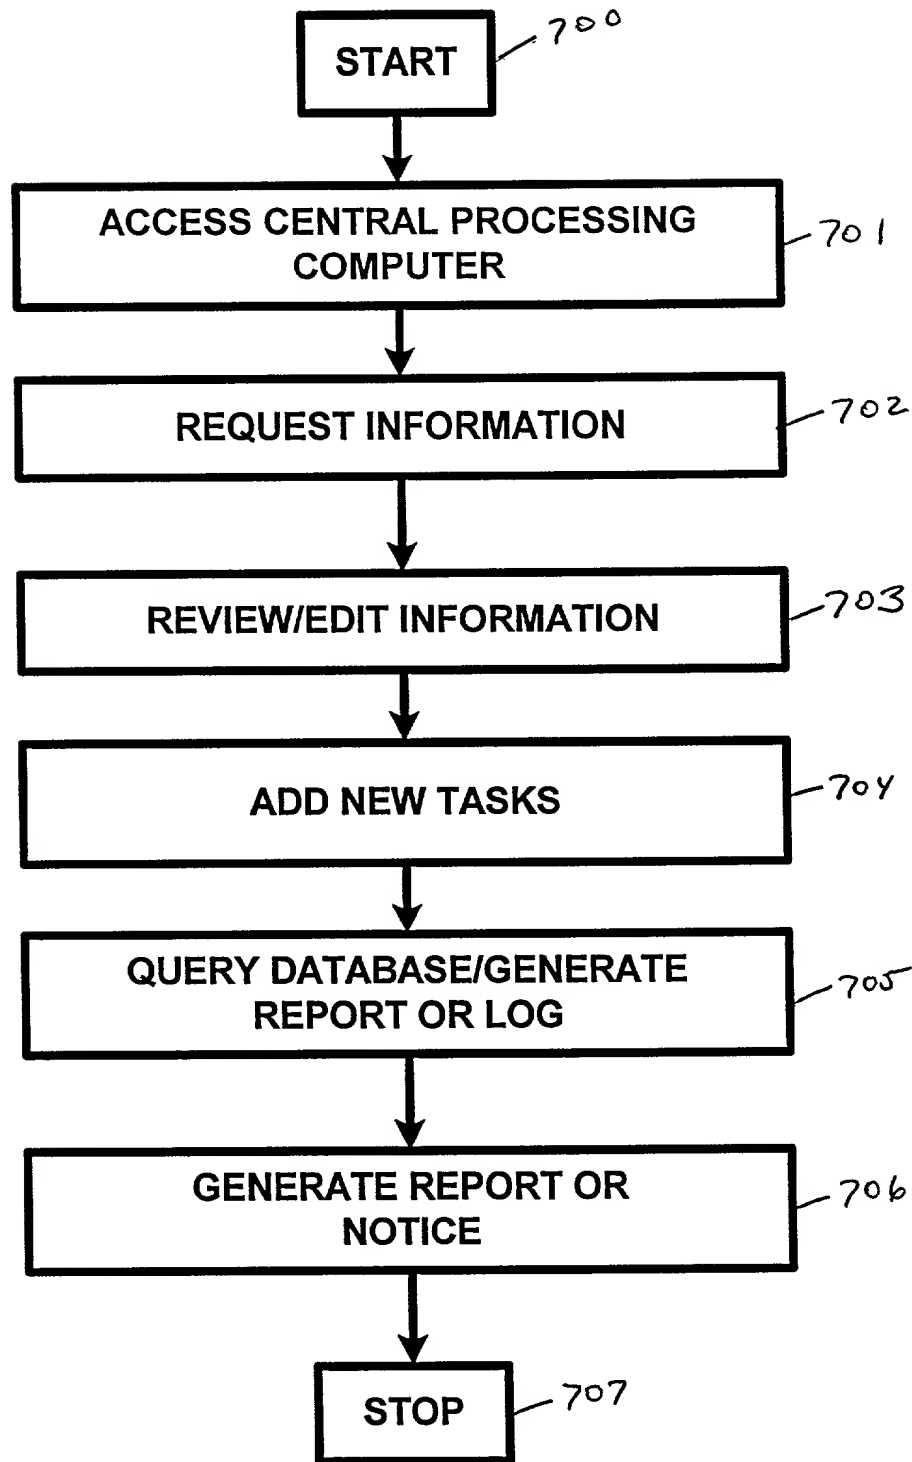 START
700
ACCESS CENTRAL PROCESSING
COMPUTER
701
REQUEST INFORMATION
702
REVIEW/EDIT INFORMATION
703
ADD NEW TASKS
704
QUERY DATABASE/GENERATE
REPORT OR LOG
705
GENERATE REPORT OR
NOTICE
706
STOP
707